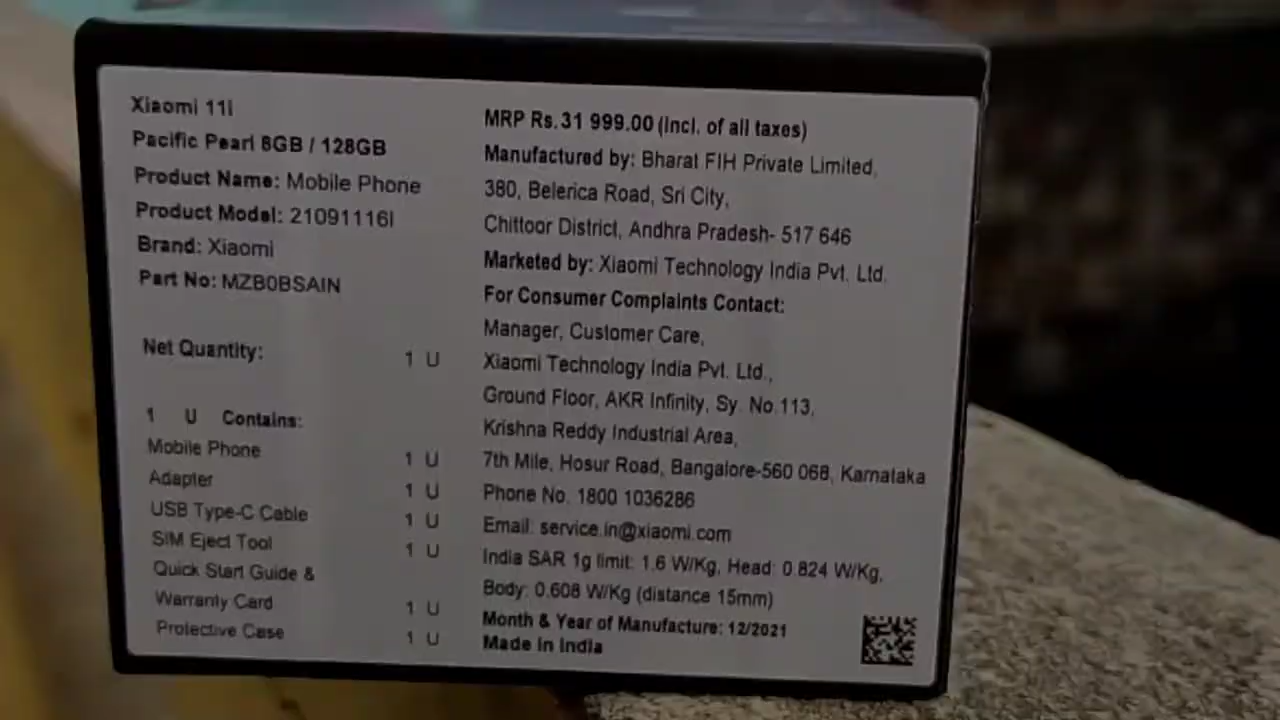 Xiaomi 11i
Pacific Pearl 8GB / 128GB
Product Name: Mobile Phone
Product Model: 21091116I
Brand: Xiaomi
Part No: MZB0BSAIN
Net Quantity: 1 U
1 U Contains:
Mobile Phone 1 U
Adapter 1 U
USB Type-C Cable 1 U
SIM Eject Tool 1 U
Quick Start Guide &
Warranty Card 1 U
Protective Case 1 U
MRP Rs. 31 999.00 (Incl. of all taxes)
Manufactured by: Bharat FIH Private Limited,
380, Belerica Road, Sri City,
Chittoor District, Andhra Pradesh- 517 646
Marketed by: Xiaomi Technology India Pvt. Ltd.
For Consumer Complaints Contact:
Manager, Customer Care,
Xiaomi Technology India Pvt. Ltd.,
Ground Floor, AKR Infinity, Sy. No.113,
Krishna Reddy Industrial Area,
7th Mile, Hosur Road, Bangalore-560 068, Karnataka
Phone No. 1800 1036286
Email: service.in@xiaomi.com
India SAR 1g limit: 1.6 W/Kg, Head: 0.824 W/Kg,
Body: 0.608 W/Kg (distance 15mm)
Month & Year of Manufacture: 12/2021
Made in India